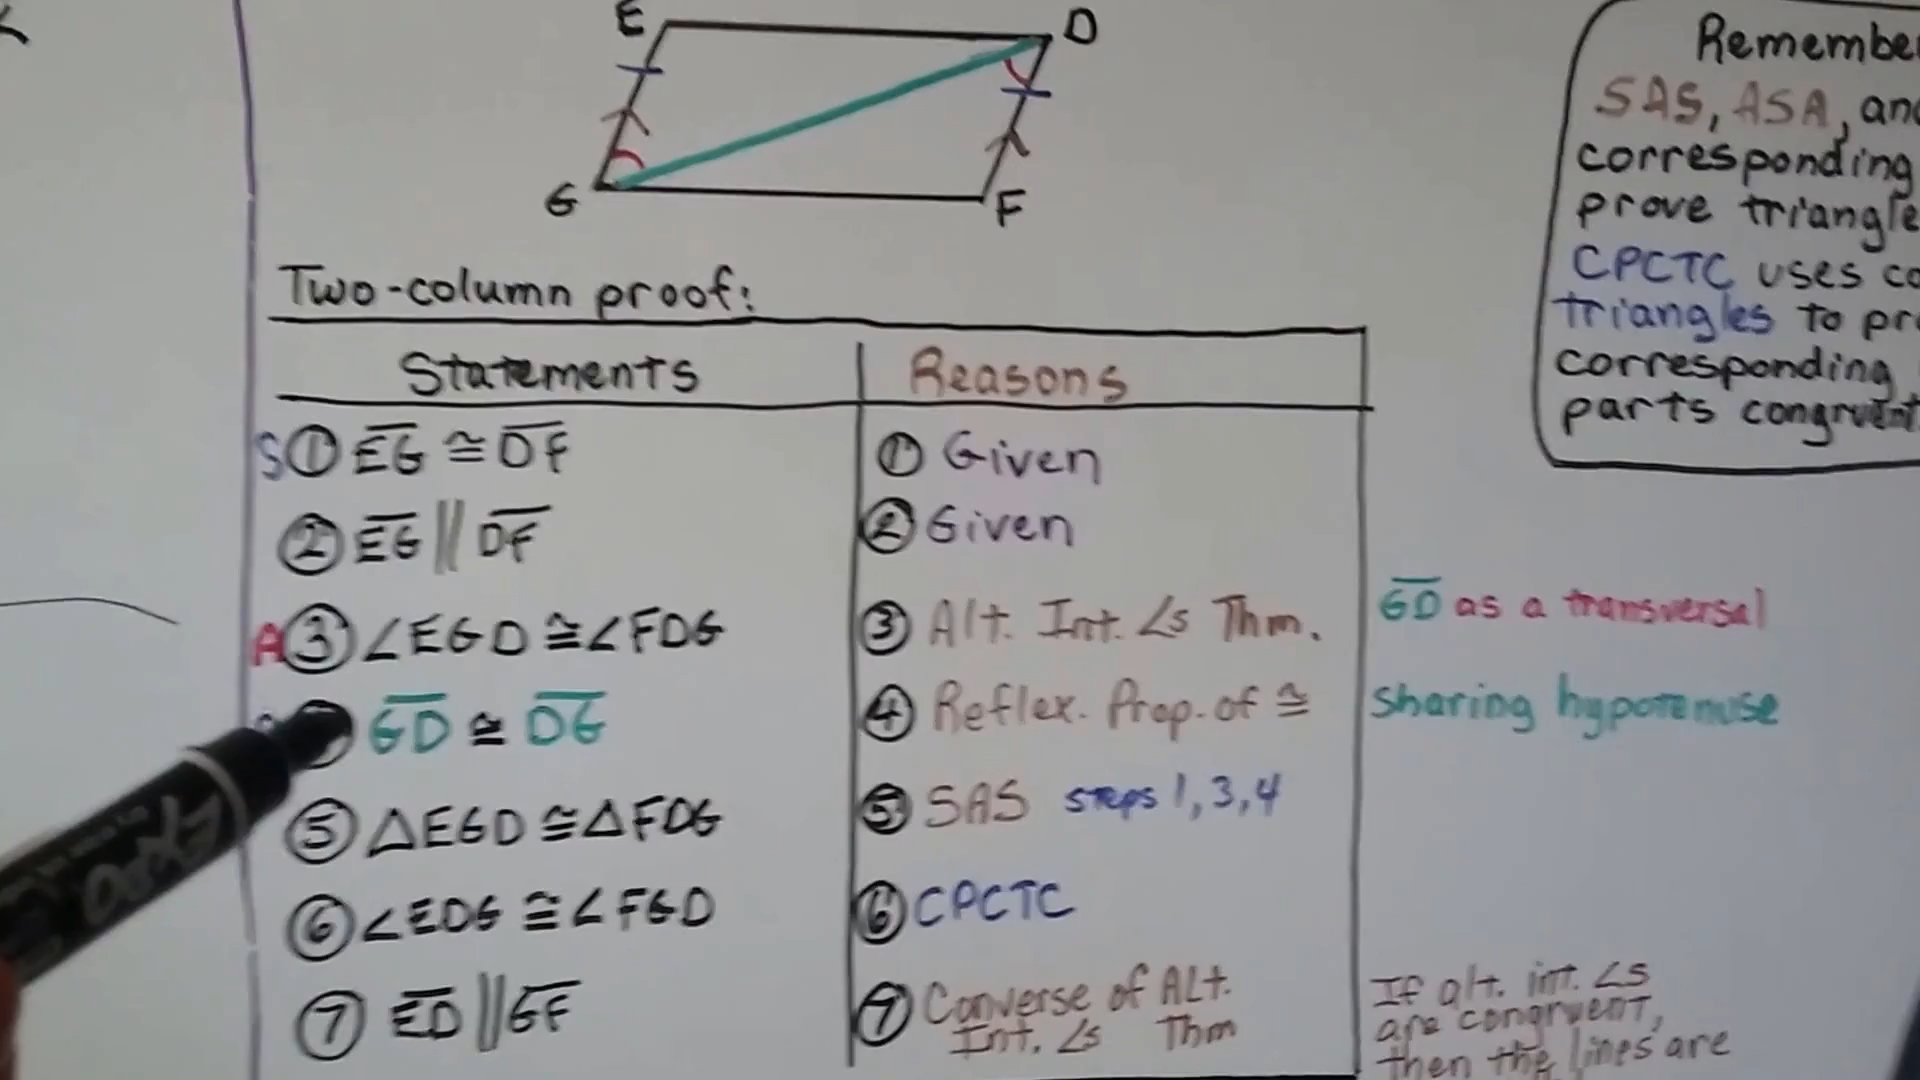 E D
G F
Remember
SAS, ASA, and
corresponding
prove triangle
CPCTC uses co
triangles to pr
corresponding
parts congruent
Two-column proof:
Statements Reasons
S ① EG ≅ DF ① Given
② EG || DF ② Given
A ③ ∠EGD ≅ ∠FDG ③ Alt. Int. ∠s Thm. GD as a transversal
GD ≅ DG ④ Reflex. Prop. of ≅ sharing hypotenuse
⑤ △EGD ≅ △FDG ⑤ SAS steps 1, 3, 4
⑥ ∠EDG ≅ ∠FGD ⑥ CPCTC
⑦ ED || GF ⑦ Converse of Alt.
Int. ∠s Thm
If alt. int. ∠s
are congruent,
then the lines are
EXPO